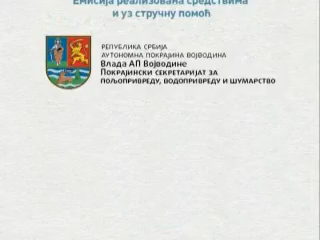 Емисија реализована средствима
и уз стручну помоћ
РЕПУБЛИКА СРБИЈА
АУТОНОМНА ПОКРАЈИНА ВОЈВОДИНА
Влада АП Војводине
Покрајински секретаријат за
пољопривреду, водопривреду и шумарство